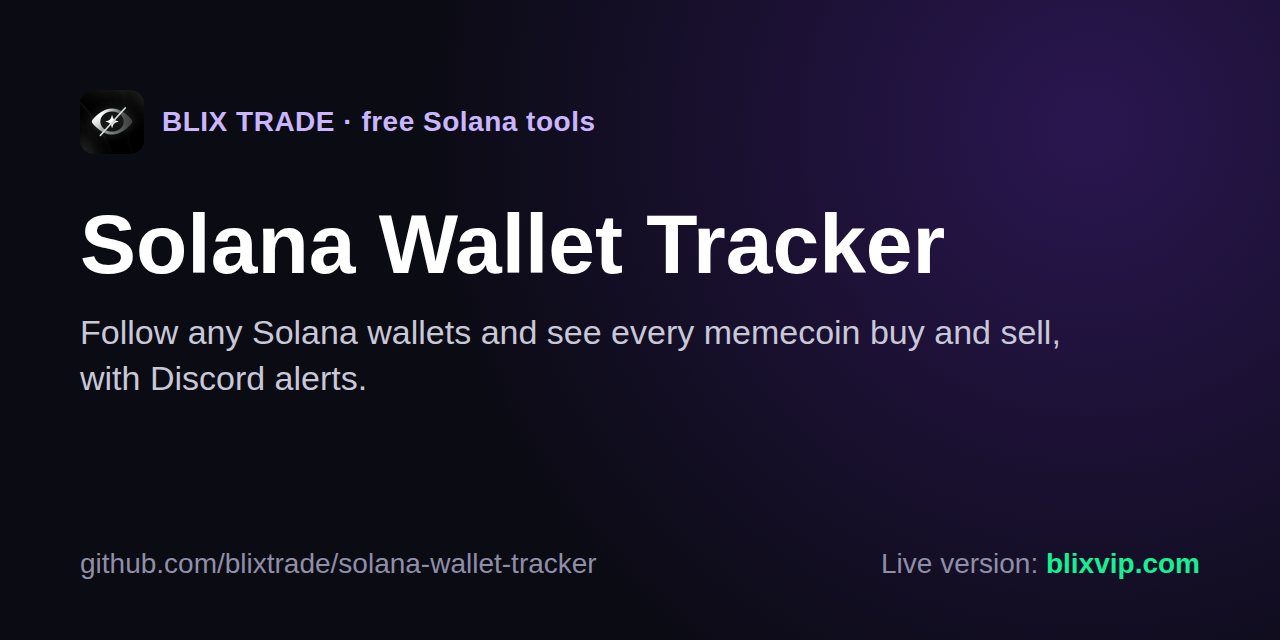 BLIX TRADE · free Solana tools
Solana Wallet Tracker
Follow any Solana wallets and see every memecoin buy and sell,
with Discord alerts.
github.com/blixtrade/solana-wallet-tracker
Live version: blixvip.com